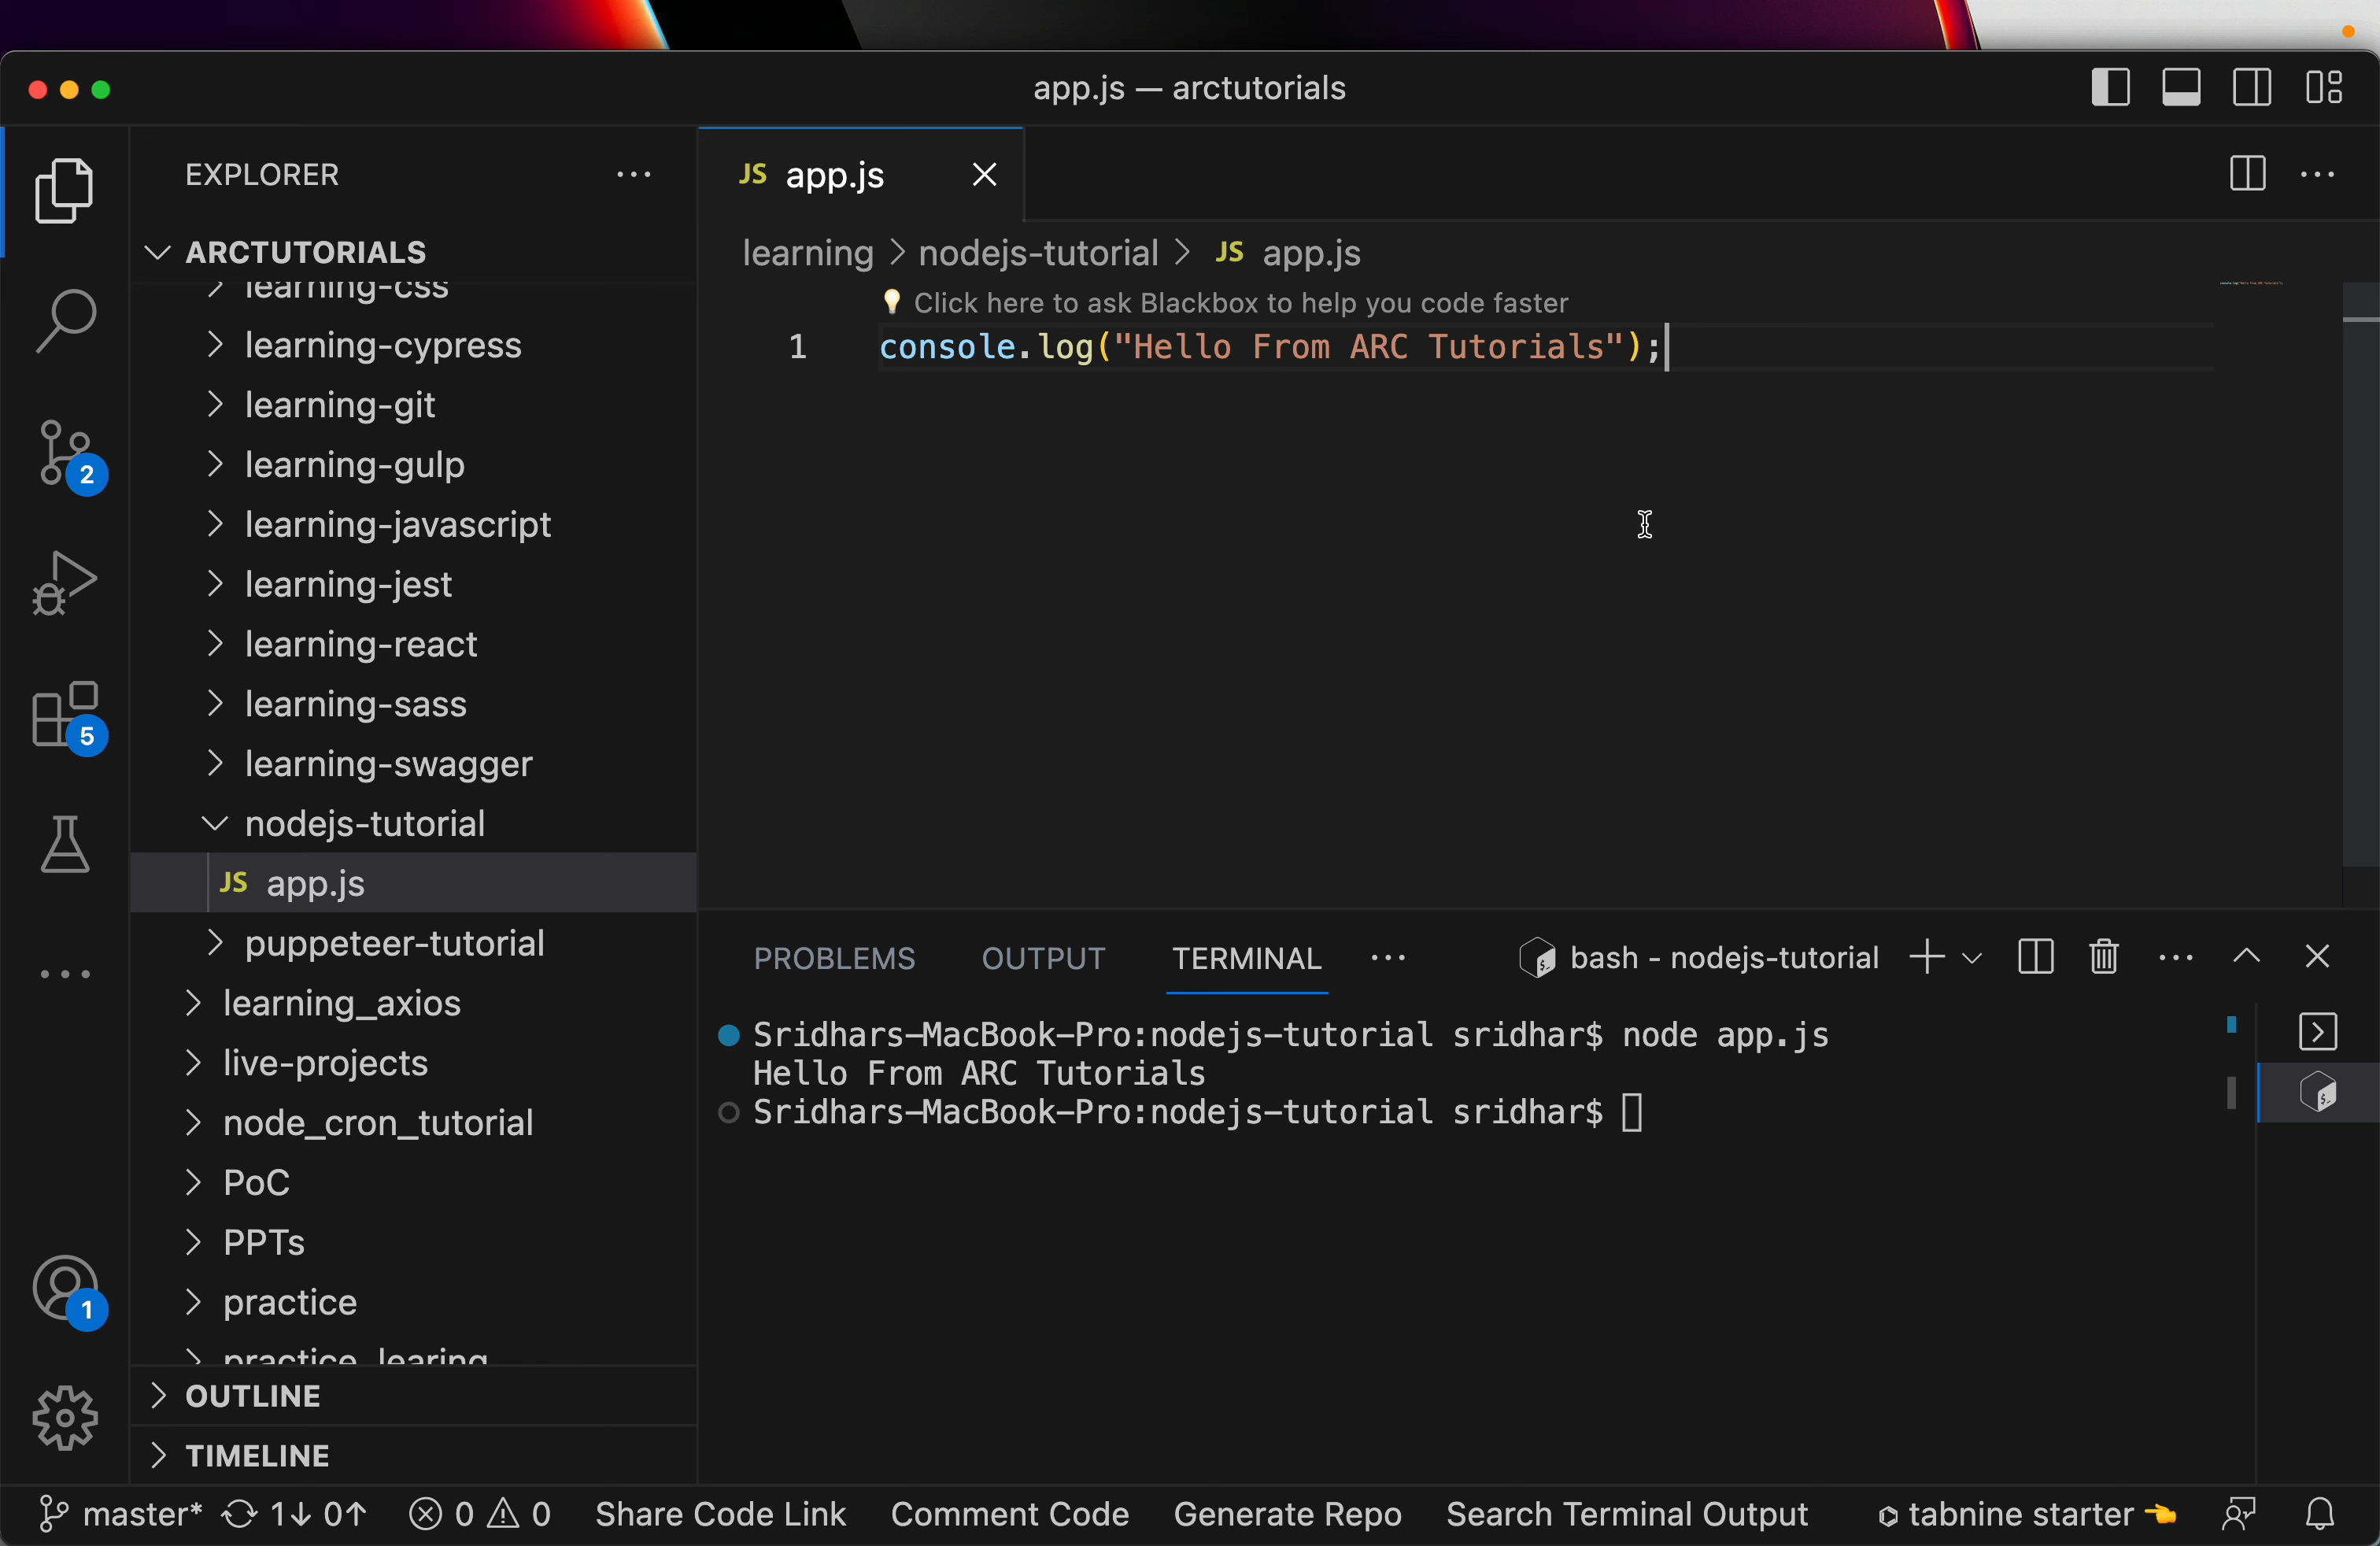 app.js — arctutorials
EXPLORER
ARCTUTORIALS
learning-css
learning-cypress
learning-git
learning-gulp
learning-javascript
learning-jest
learning-react
learning-sass
learning-swagger
nodejs-tutorial
JS app.js
puppeteer-tutorial
learning_axios
live-projects
node_cron_tutorial
PoC
PPTs
practice
practice_learing
OUTLINE
TIMELINE
2
5
1
JS app.js
learning > nodejs-tutorial > JS app.js
Click here to ask Blackbox to help you code faster
1 console.log("Hello From ARC Tutorials");
PROBLEMS OUTPUT TERMINAL ··· bash - nodejs-tutorial
Sridhars-MacBook-Pro:nodejs-tutorial sridhar$ node app.js
Hello From ARC Tutorials
Sridhars-MacBook-Pro:nodejs-tutorial sridhar$
master* 1↓ 0↑ 0 0 Share Code Link Comment Code Generate Repo Search Terminal Output tabnine starter